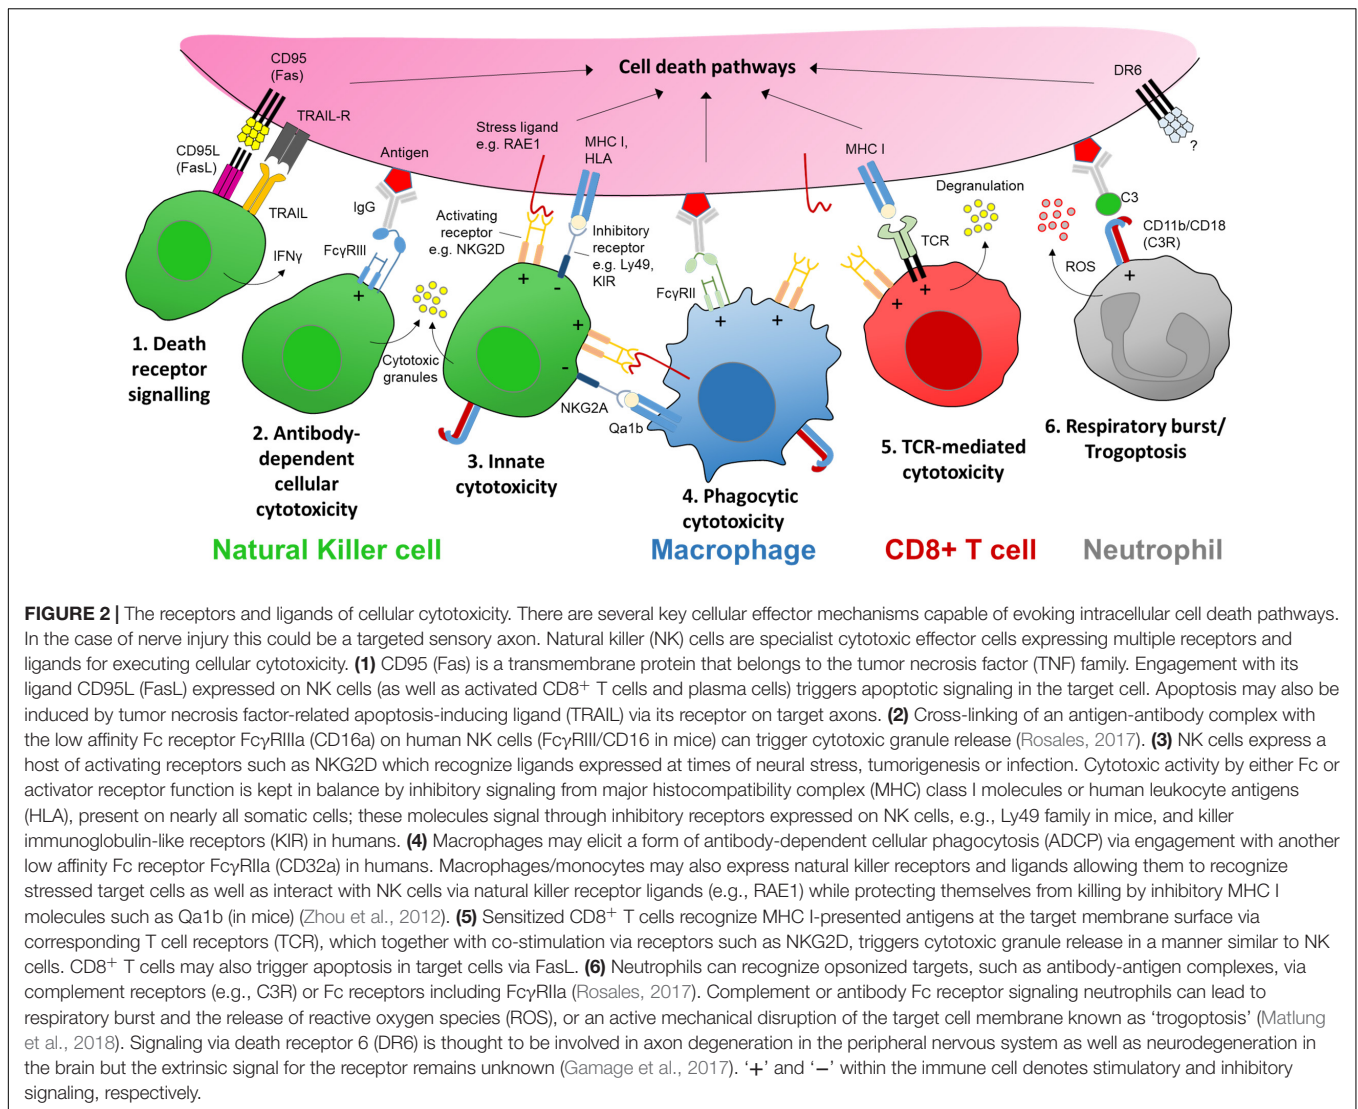 Cell death pathways
CD95
(Fas)
TRAIL-R
CD95L
(FasL)
TRAIL
IFNγ
1. Death
receptor
signalling
Antigen
IgG
FcγRIII
+
Cytotoxic
granules
2. Antibody-
dependent
cellular
cytotoxicity
Stress ligand
e.g. RAE1
MHC I,
HLA
Activating
receptor
e.g. NKG2D
Inhibitory
receptor
e.g. Ly49,
KIR
+
-
+
-
NKG2A
Qa1b
3. Innate
cytotoxicity
FcγRII
+
+
4. Phagocytic
cytotoxicity
MHC I
TCR
Degranulation
+
+
5. TCR-mediated
cytotoxicity
DR6
?
C3
CD11b/CD18
(C3R)
ROS
+
6. Respiratory burst/
Trogoptosis
Natural Killer cell
Macrophage
CD8+ T cell
Neutrophil
FIGURE 2 | The receptors and ligands of cellular cytotoxicity. There are several key cellular effector mechanisms capable of evoking intracellular cell death pathways.
In the case of nerve injury this could be a targeted sensory axon. Natural killer (NK) cells are specialist cytotoxic effector cells expressing multiple receptors and
ligands for executing cellular cytotoxicity. (1) CD95 (Fas) is a transmembrane protein that belongs to the tumor necrosis factor (TNF) family. Engagement with its
ligand CD95L (FasL) expressed on NK cells (as well as activated CD8+ T cells and plasma cells) triggers apoptotic signaling in the target cell. Apoptosis may also be
induced by tumor necrosis factor-related apoptosis-inducing ligand (TRAIL) via its receptor on target axons. (2) Cross-linking of an antigen-antibody complex with
the low affinity Fc receptor FcγRIIIa (CD16a) on human NK cells (FcγRIII/CD16 in mice) can trigger cytotoxic granule release (Rosales, 2017). (3) NK cells express a
host of activating receptors such as NKG2D which recognize ligands expressed at times of neural stress, tumorigenesis or infection. Cytotoxic activity by either Fc or
activator receptor function is kept in balance by inhibitory signaling from major histocompatibility complex (MHC) class I molecules or human leukocyte antigens
(HLA), present on nearly all somatic cells; these molecules signal through inhibitory receptors expressed on NK cells, e.g., Ly49 family in mice, and killer
immunoglobulin-like receptors (KIR) in humans. (4) Macrophages may elicit a form of antibody-dependent cellular phagocytosis (ADCP) via engagement with another
low affinity Fc receptor FcγRIIa (CD32a) in humans. Macrophages/monocytes may also express natural killer receptors and ligands allowing them to recognize
stressed target cells as well as interact with NK cells via natural killer receptor ligands (e.g., RAE1) while protecting themselves from killing by inhibitory MHC I
molecules such as Qa1b (in mice) (Zhou et al., 2012). (5) Sensitized CD8+ T cells recognize MHC I-presented antigens at the target membrane surface via
corresponding T cell receptors (TCR), which together with co-stimulation via receptors such as NKG2D, triggers cytotoxic granule release in a manner similar to NK
cells. CD8+ T cells may also trigger apoptosis in target cells via FasL. (6) Neutrophils can recognize opsonized targets, such as antibody-antigen complexes, via
complement receptors (e.g., C3R) or Fc receptors including FcγRIIa (Rosales, 2017). Complement or antibody Fc receptor signaling neutrophils can lead to
respiratory burst and the release of reactive oxygen species (ROS), or an active mechanical disruption of the target cell membrane known as ‘trogoptosis’ (Matlung
et al., 2018). Signaling via death receptor 6 (DR6) is thought to be involved in axon degeneration in the peripheral nervous system as well as neurodegeneration in
the brain but the extrinsic signal for the receptor remains unknown (Gamage et al., 2017). ‘+’ and ‘−’ within the immune cell denotes stimulatory and inhibitory
signaling, respectively.